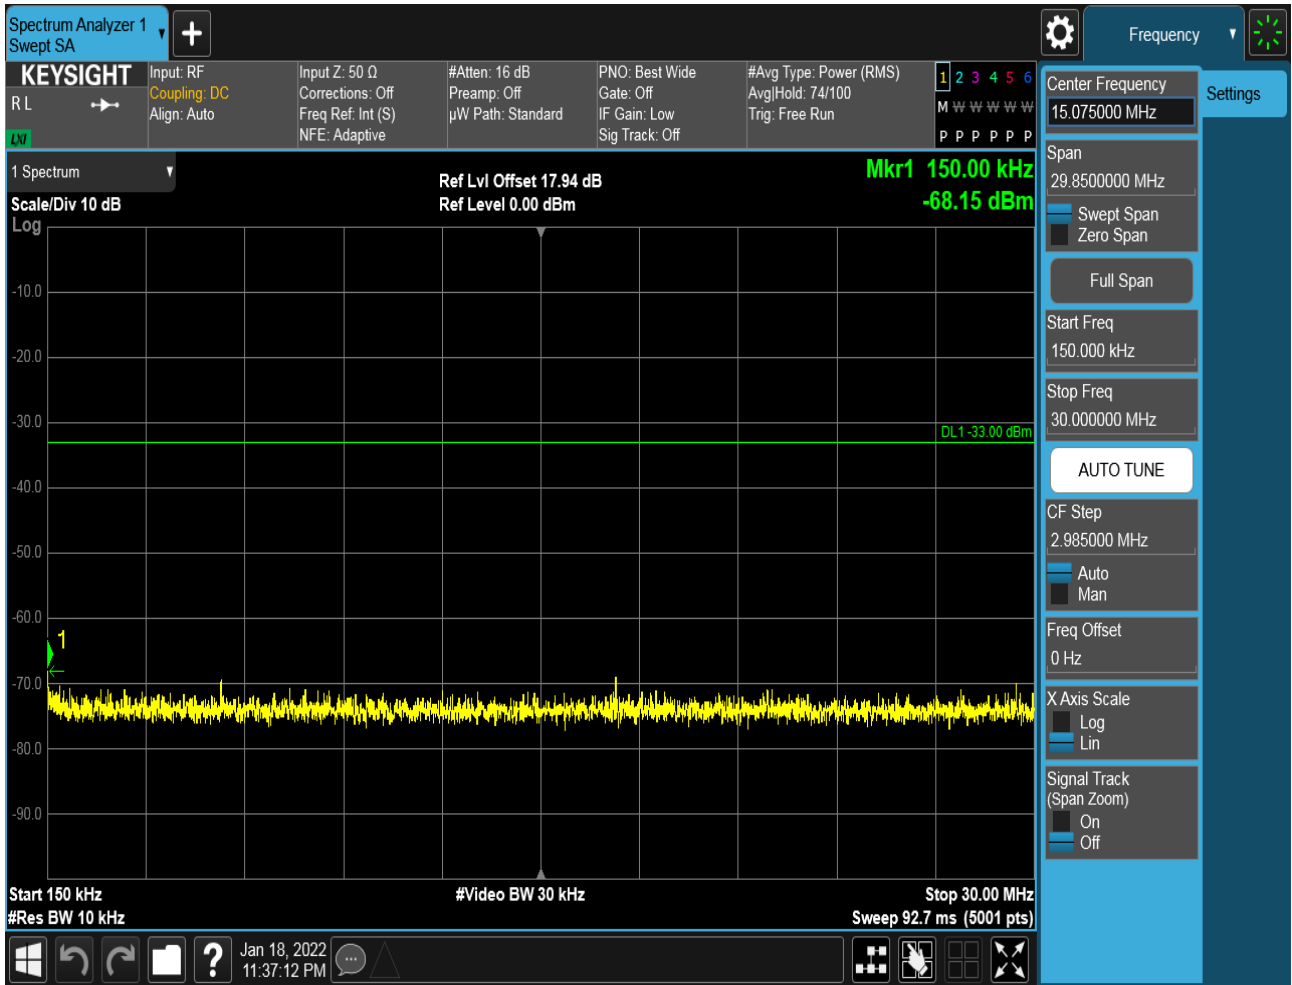 Spectrum Analyzer 1
Swept SA
Frequency
KEYSIGHT
R L
LXI
Input: RF
Coupling: DC
Align: Auto
Input Z: 50 Ω
Corrections: Off
Freq Ref: Int (S)
NFE: Adaptive
#Atten: 16 dB
Preamp: Off
µW Path: Standard
PNO: Best Wide
Gate: Off
IF Gain: Low
Sig Track: Off
#Avg Type: Power (RMS)
Avg|Hold: 74/100
Trig: Free Run
1 2 3 4 5 6
M W W W W W
P P P P P P
1 Spectrum
Scale/Div 10 dB
Log
Ref Lvl Offset 17.94 dB
Ref Level 0.00 dBm
Mkr1 150.00 kHz
-68.15 dBm
-10.0
-20.0
-30.0
DL1 -33.00 dBm
-40.0
-50.0
-60.0
1
-70.0
-80.0
-90.0
Start 150 kHz
#Video BW 30 kHz
Stop 30.00 MHz
#Res BW 10 kHz
Sweep 92.7 ms (5001 pts)
Center Frequency
15.075000 MHz
Settings
Span
29.8500000 MHz
Swept Span
Zero Span
Full Span
Start Freq
150.000 kHz
Stop Freq
30.000000 MHz
AUTO TUNE
CF Step
2.985000 MHz
Auto
Man
Freq Offset
0 Hz
X Axis Scale
Log
Lin
Signal Track
(Span Zoom)
On
Off
?
Jan 18, 2022
11:37:12 PM